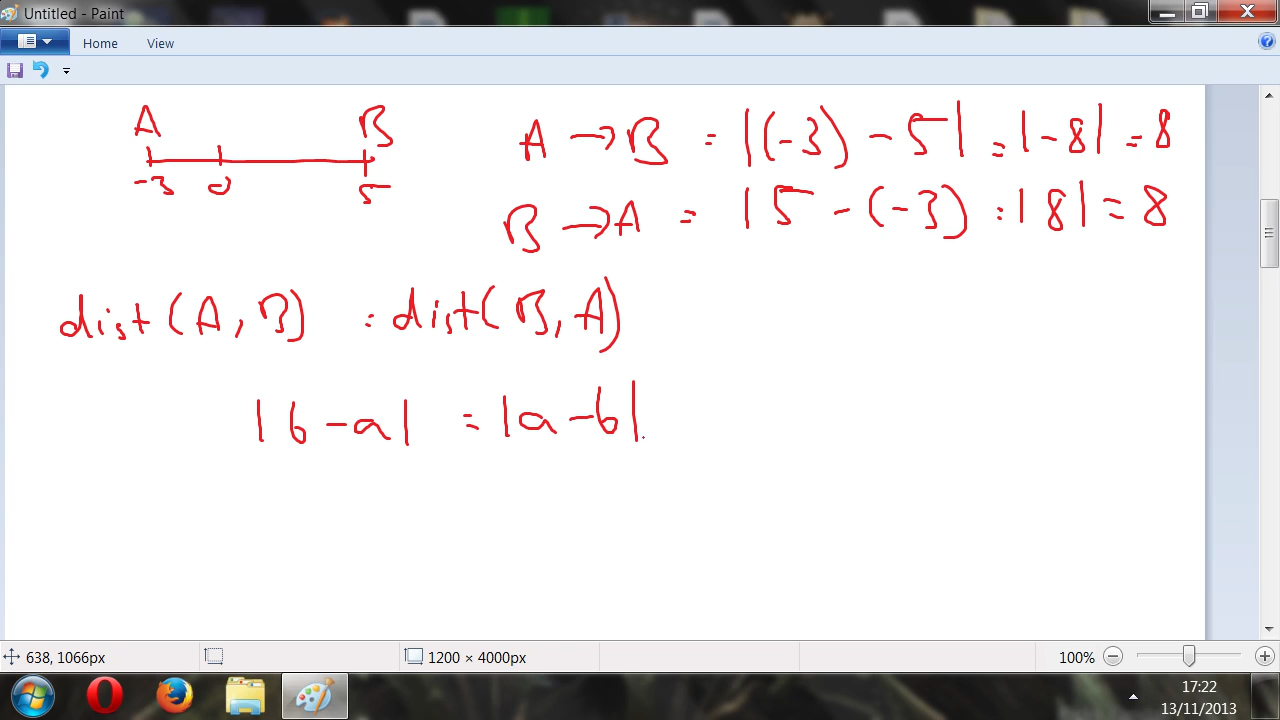 Untitled - Paint
Home View
A B A → B = |(-3) - 5| = |-8| = 8
-3 0 5
B → A = |5 - (-3) = |8| = 8
dist(A, B) = dist(B, A)
|b - a| = |a - b|
638, 1066px 1200 × 4000px 100%
17:22
13/11/2013